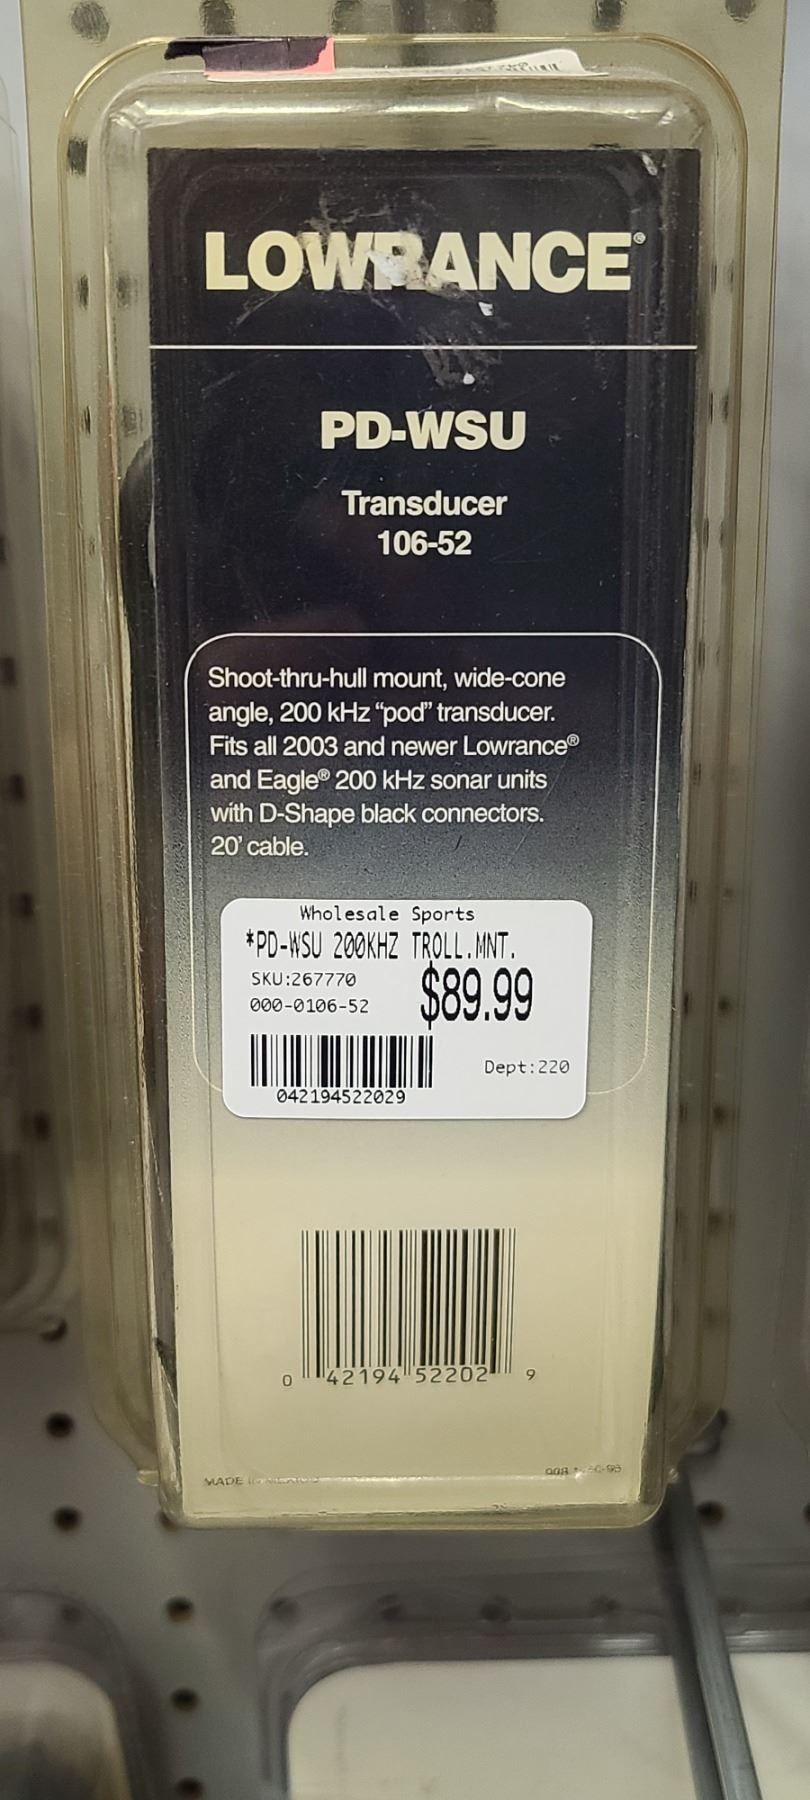 LOWRANCE®
PD-WSU
Transducer
106-52
Shoot-thru-hull mount, wide-cone
angle, 200 kHz “pod” transducer.
Fits all 2003 and newer Lowrance®
and Eagle® 200 kHz sonar units
with D-Shape black connectors.
20' cable.
Wholesale Sports
*PD-WSU 200KHZ TROLL.MNT.
SKU:267770
000-0106-52
$89.99
Dept:220
042194522029
0 42194 52202 9
MADE